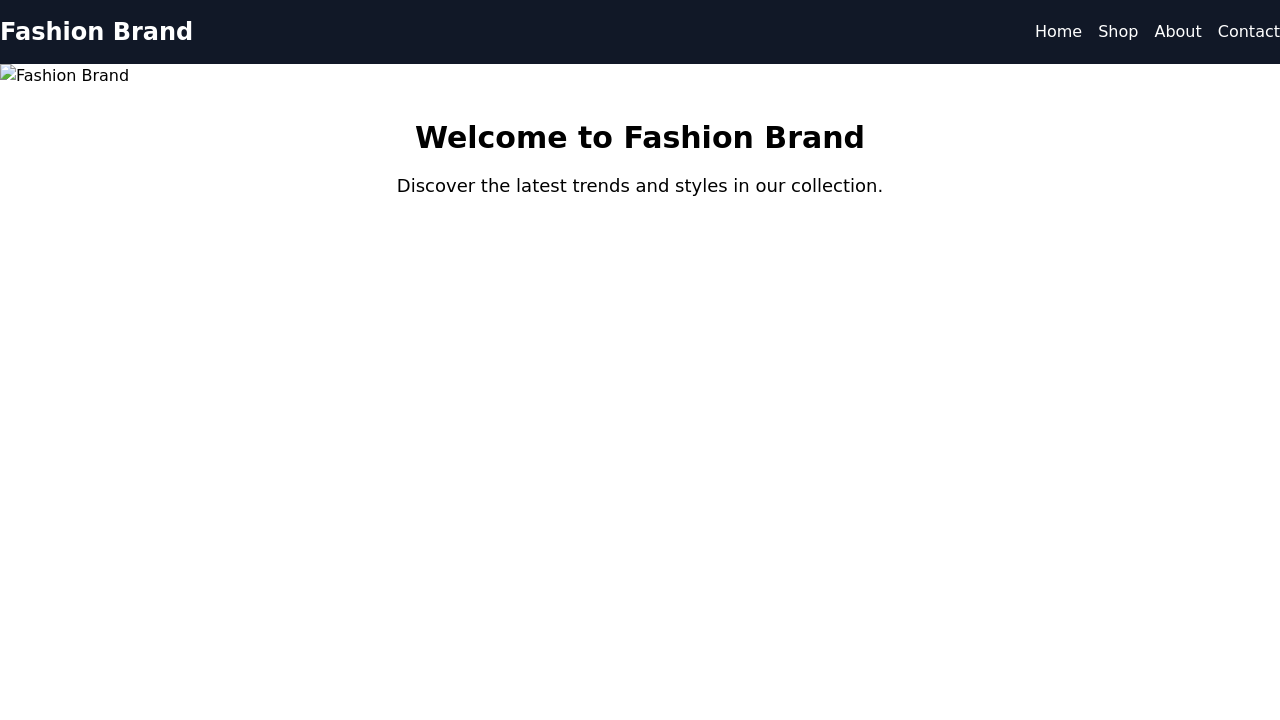 Fashion Brand
Home Shop About Contact
Fashion Brand
Welcome to Fashion Brand
Discover the latest trends and styles in our collection.